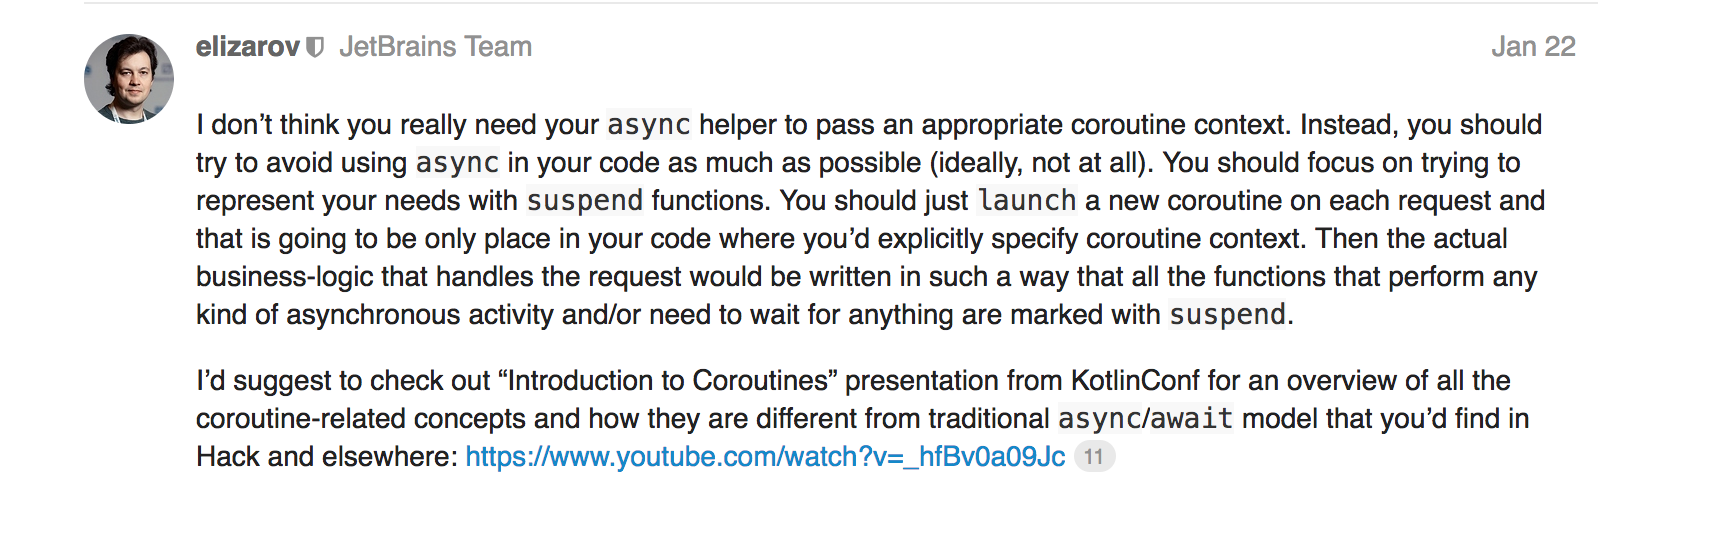 elizarov JetBrains Team Jan 22
I don’t think you really need your async helper to pass an appropriate coroutine context. Instead, you should
try to avoid using async in your code as much as possible (ideally, not at all). You should focus on trying to
represent your needs with suspend functions. You should just launch a new coroutine on each request and
that is going to be only place in your code where you’d explicitly specify coroutine context. Then the actual
business-logic that handles the request would be written in such a way that all the functions that perform any
kind of asynchronous activity and/or need to wait for anything are marked with suspend.
I’d suggest to check out “Introduction to Coroutines” presentation from KotlinConf for an overview of all the
coroutine-related concepts and how they are different from traditional async/await model that you’d find in
Hack and elsewhere: https://www.youtube.com/watch?v=_hfBv0a09Jc 11